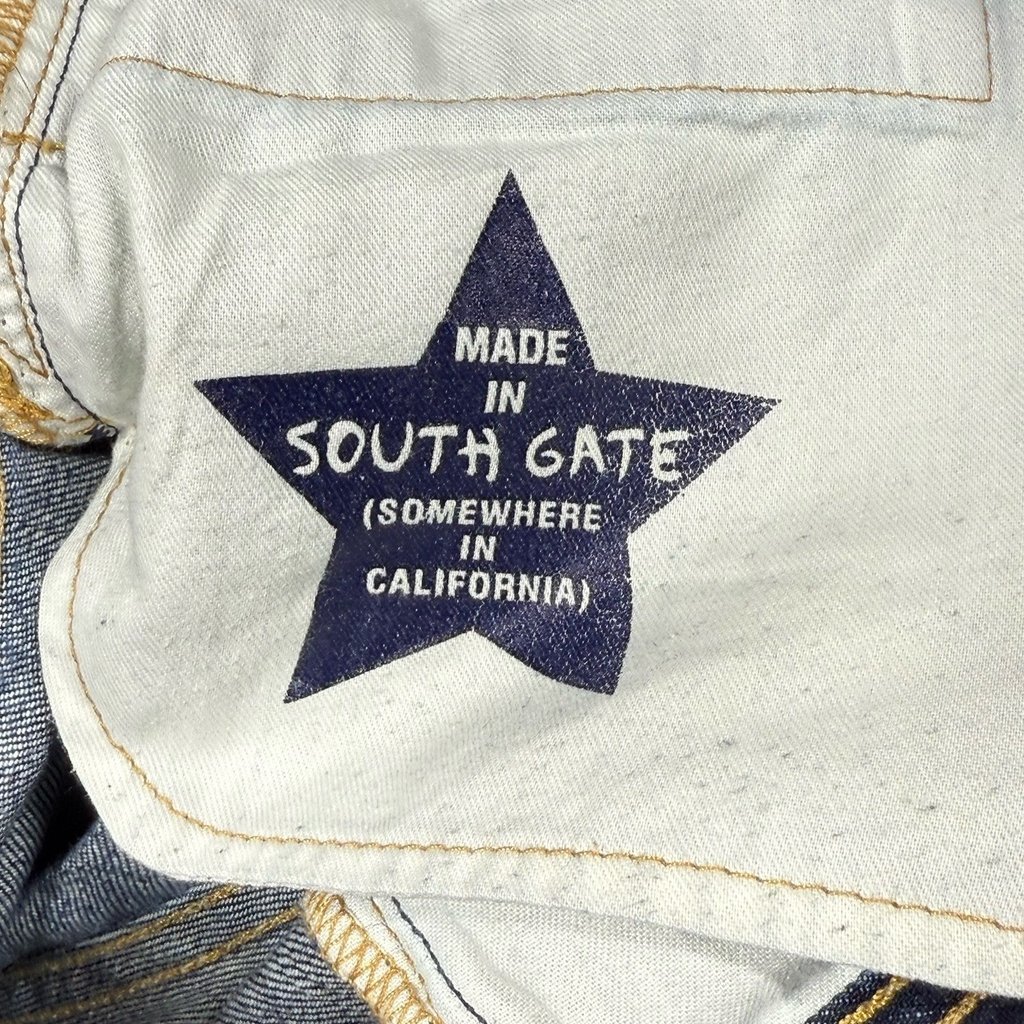 MADE
IN
SOUTH GATE
(SOMEWHERE
IN
CALIFORNIA)